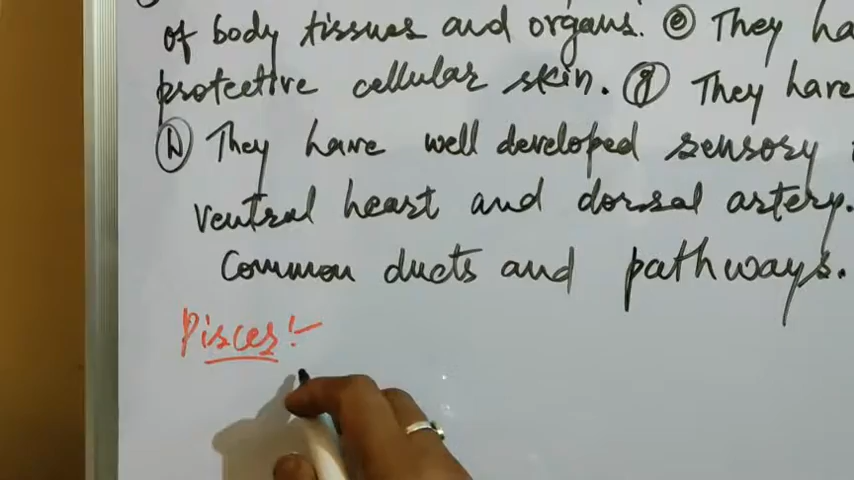 of body tissues and organs. ⓔ They ha
protective cellular skin. ⓖ They have
ⓗ They have well developed sensory
ventral heart and dorsal artery.
Common ducts and pathways.
Pisces:-